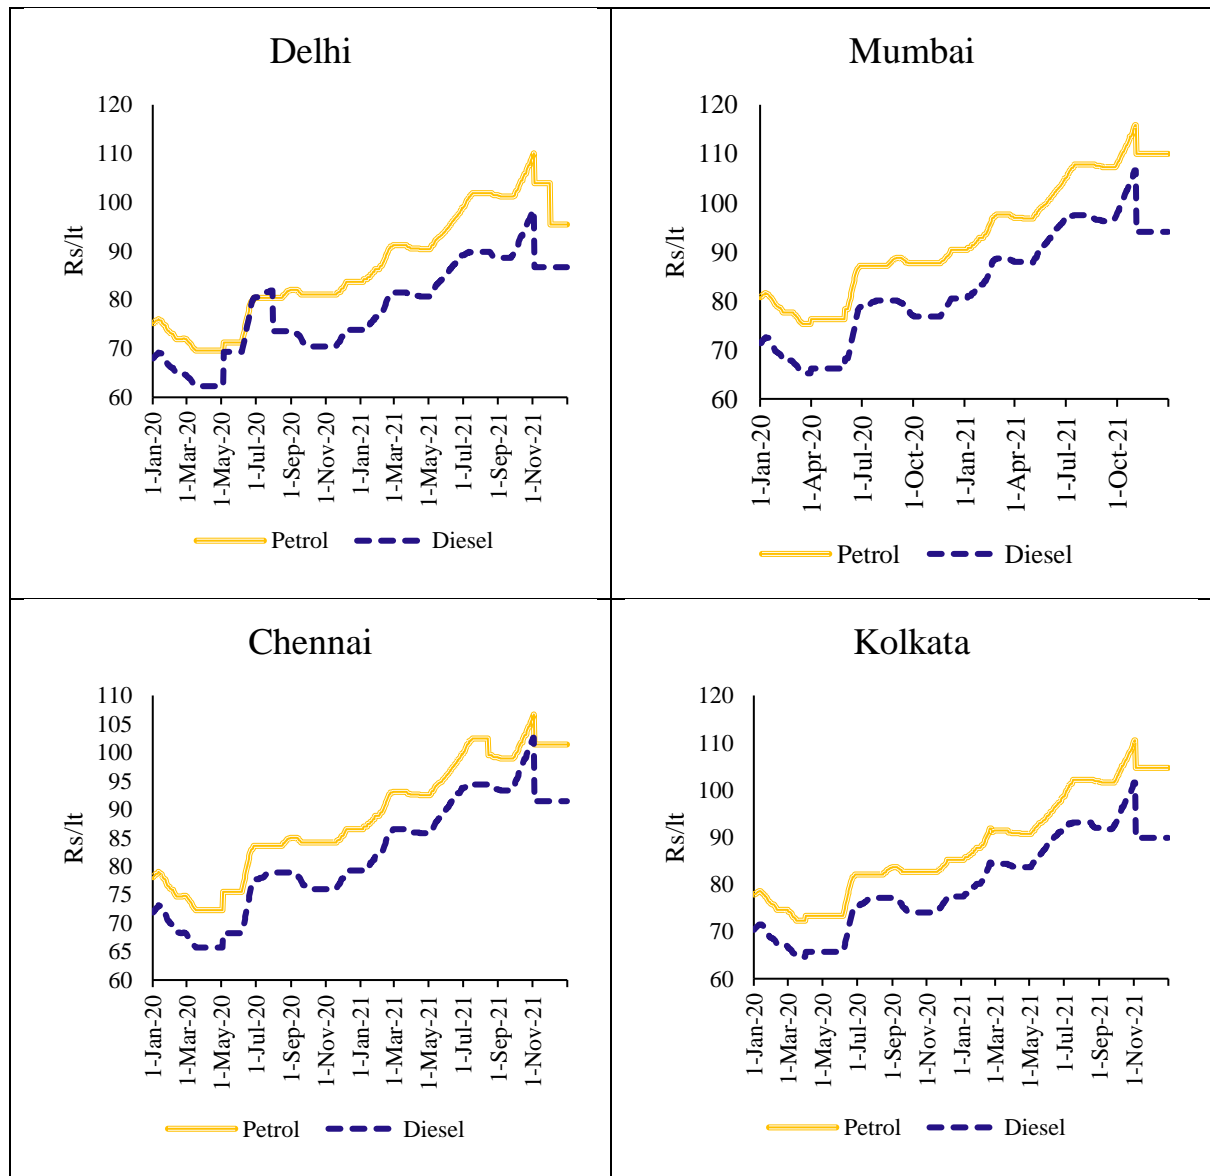 Delhi
Rs/lt
120
110
100
90
80
70
60
1-Jan-20
1-Mar-20
1-May-20
1-Jul-20
1-Sep-20
1-Nov-20
1-Jan-21
1-Mar-21
1-May-21
1-Jul-21
1-Sep-21
1-Nov-21
Petrol Diesel
Mumbai
120
110
100
90
80
70
60
1-Jan-20
1-Apr-20
1-Jul-20
1-Oct-20
1-Jan-21
1-Apr-21
1-Jul-21
1-Oct-21
Petrol Diesel
Chennai
Rs/lt
110
105
100
95
90
85
80
75
70
65
60
1-Jan-20
1-Mar-20
1-May-20
1-Jul-20
1-Sep-20
1-Nov-20
1-Jan-21
1-Mar-21
1-May-21
1-Jul-21
1-Sep-21
1-Nov-21
Petrol Diesel
Kolkata
Rs/lt
120
110
100
90
80
70
60
1-Jan-20
1-Mar-20
1-May-20
1-Jul-20
1-Sep-20
1-Nov-20
1-Jan-21
1-Mar-21
1-May-21
1-Jul-21
1-Sep-21
1-Nov-21
Petrol Diesel